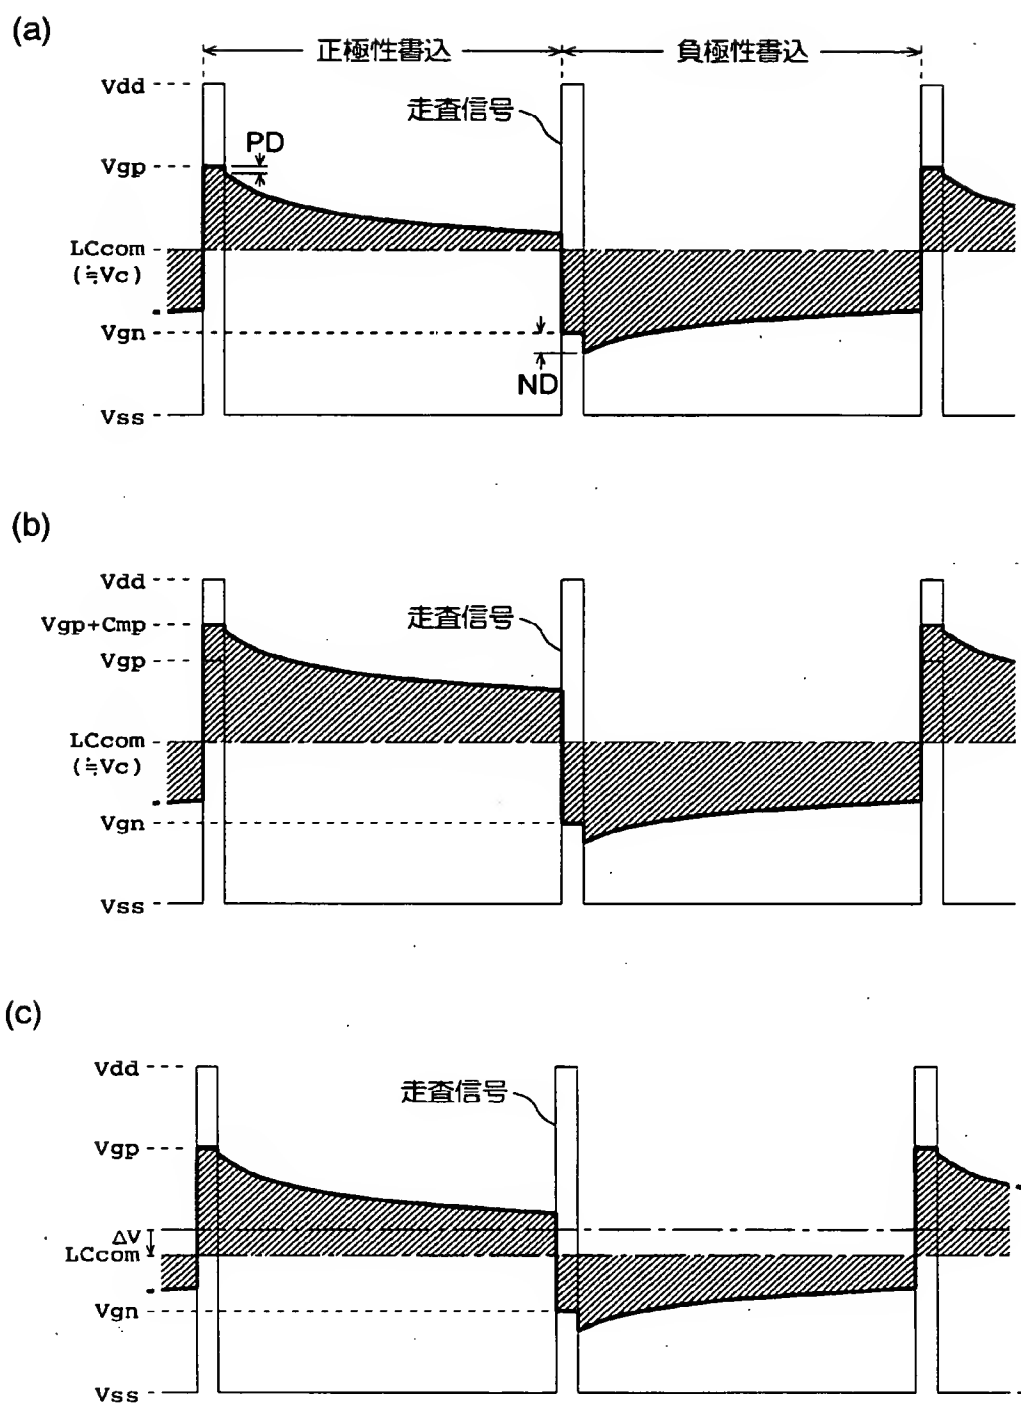 (a)
正極性書込
負極性書込
Vdd
走査信号
PD
Vgp
LCcom
(≒Vc)
Vgn
ND
Vss
(b)
Vdd
Vgp+Cmp
走査信号
Vgp
LCcom
(≒Vc)
Vgn
Vss
(c)
Vdd
走査信号
Vgp
ΔV
LCcom
Vgn
Vss